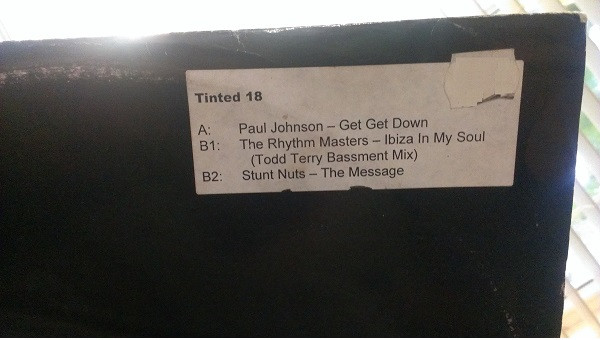 Tinted 18
A: Paul Johnson – Get Get Down
B1: The Rhythm Masters – Ibiza In My Soul
(Todd Terry Bassment Mix)
B2: Stunt Nuts – The Message